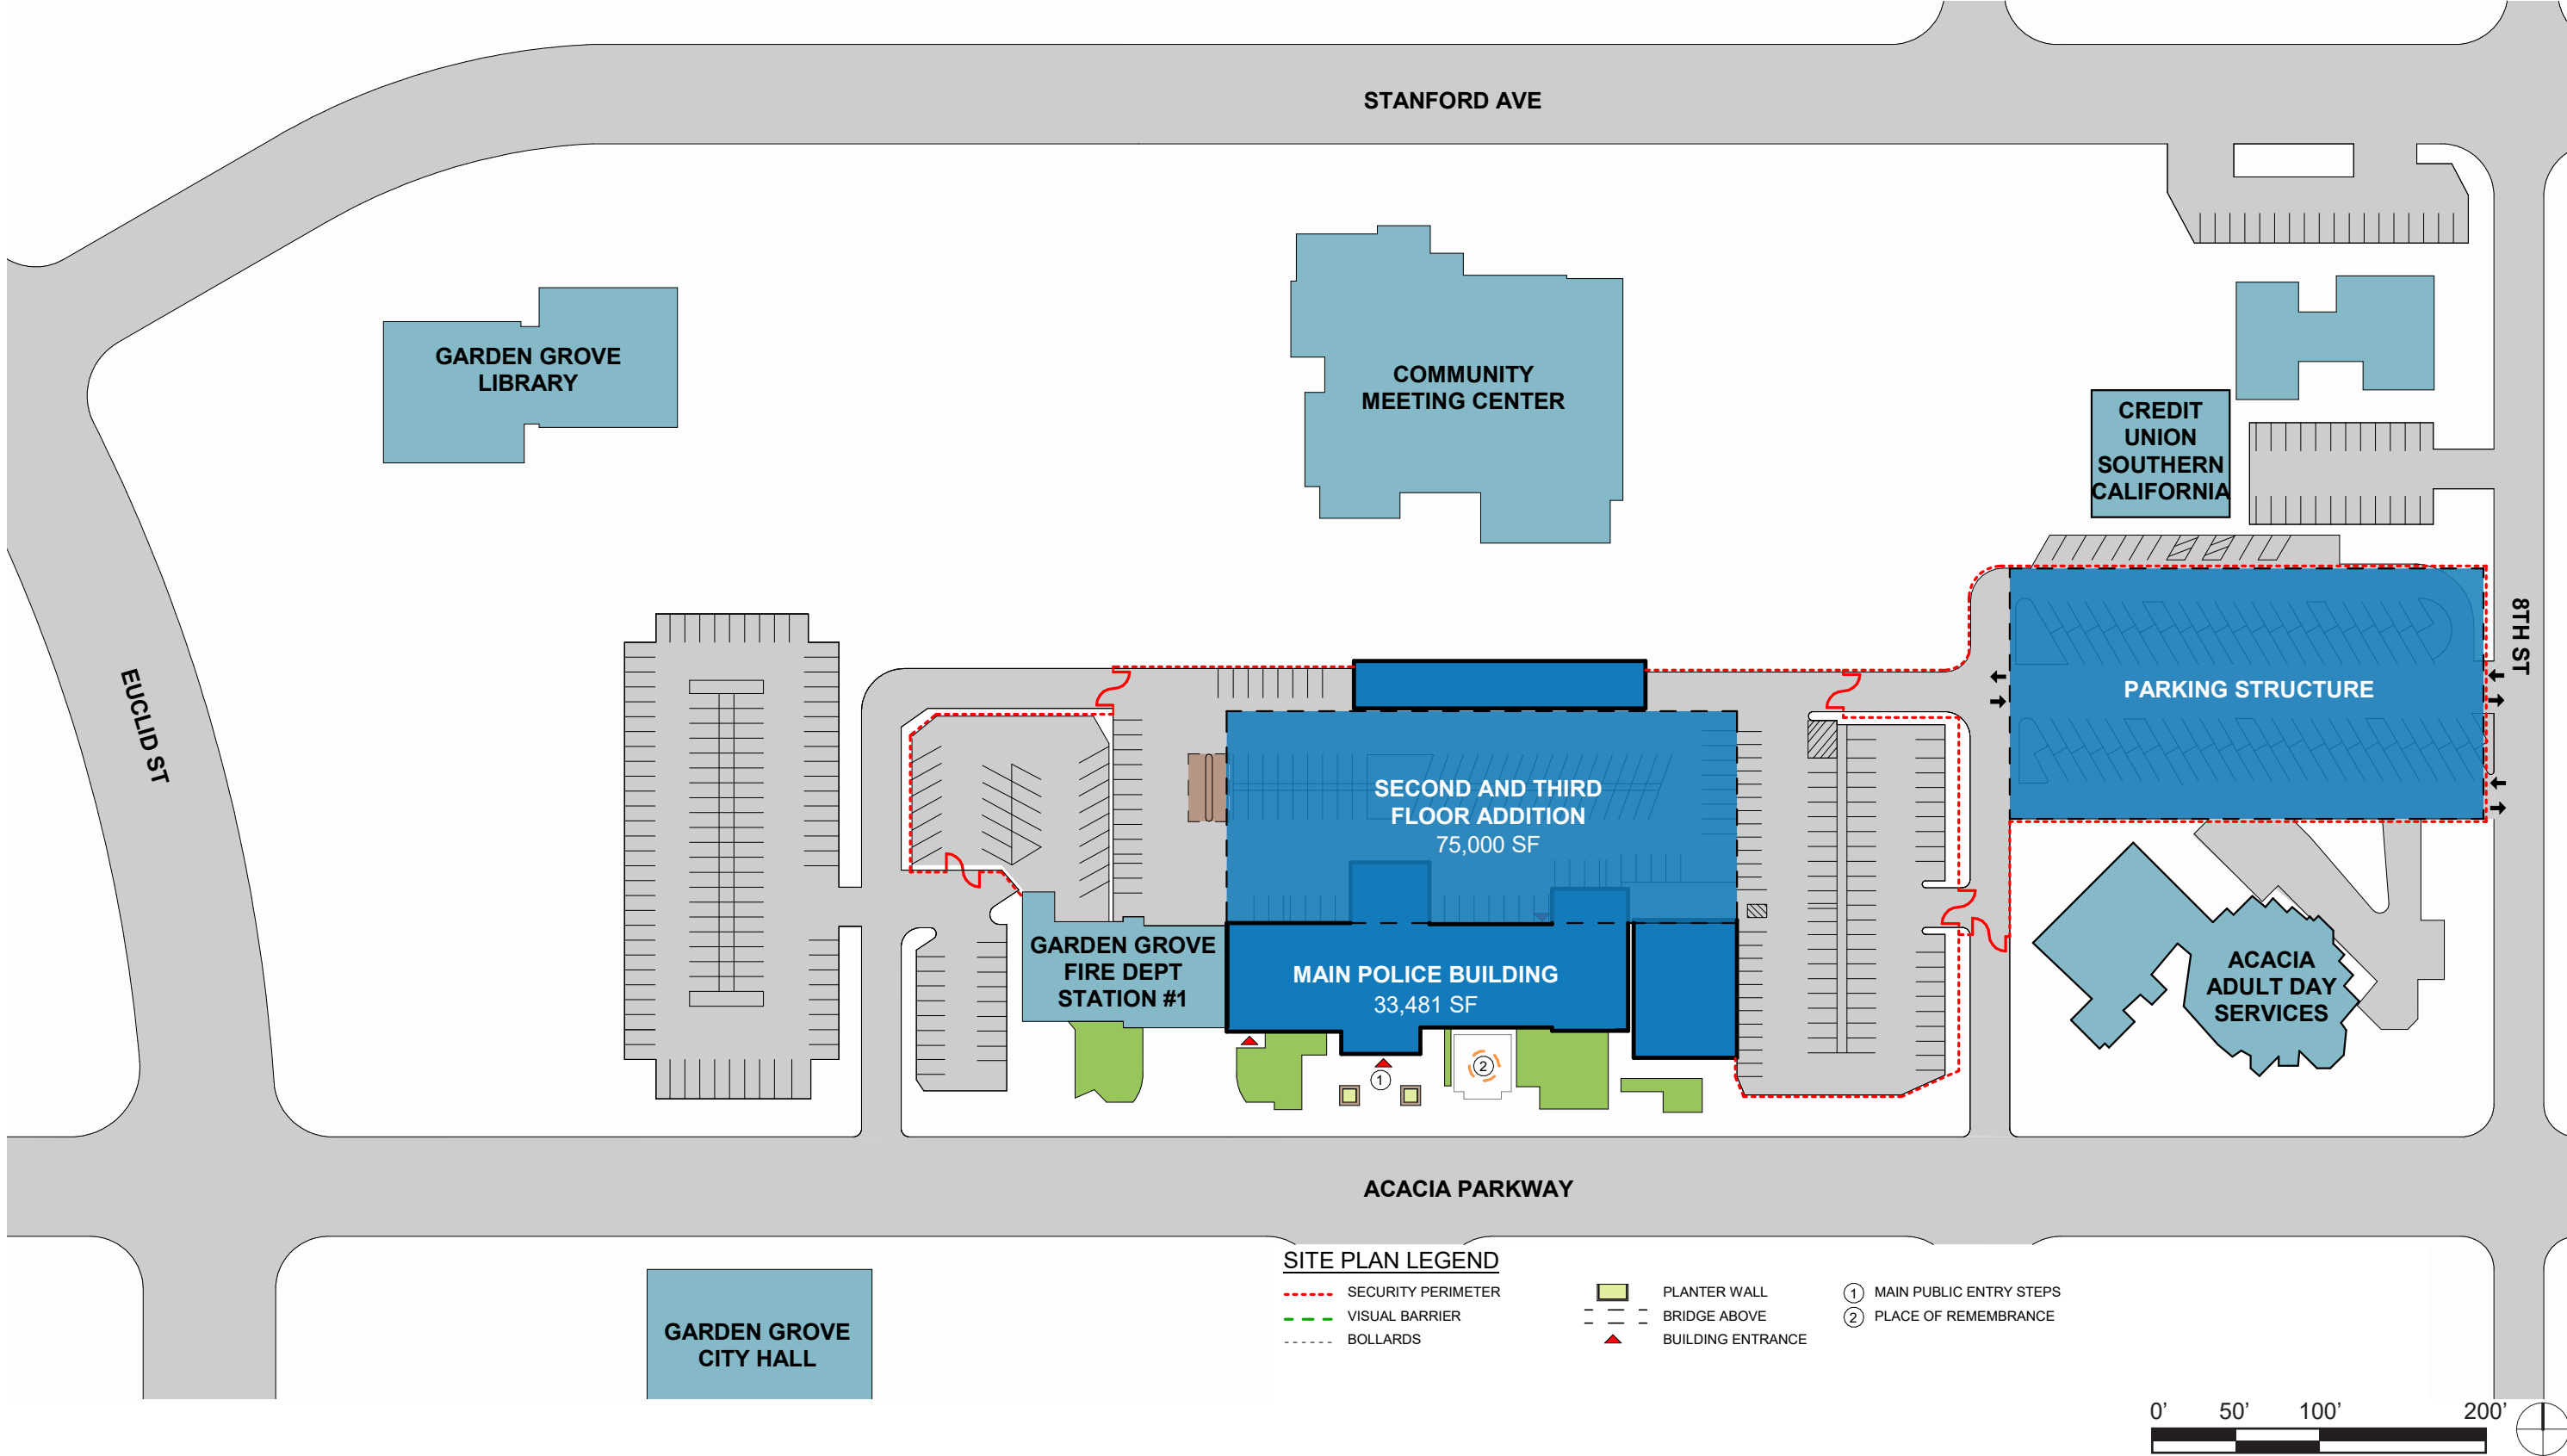 STANFORD AVE
GARDEN GROVE
LIBRARY
COMMUNITY
MEETING CENTER
CREDIT
UNION
SOUTHERN
CALIFORNIA
8TH ST
EUCLID ST
PARKING STRUCTURE
SECOND AND THIRD
FLOOR ADDITION
75,000 SF
GARDEN GROVE
FIRE DEPT
STATION #1
MAIN POLICE BUILDING
33,481 SF
ACACIA
ADULT DAY
SERVICES
1
2
ACACIA PARKWAY
GARDEN GROVE
CITY HALL
SITE PLAN LEGEND
SECURITY PERIMETER
VISUAL BARRIER
BOLLARDS
PLANTER WALL
BRIDGE ABOVE
BUILDING ENTRANCE
1 MAIN PUBLIC ENTRY STEPS
2 PLACE OF REMEMBRANCE
0' 50' 100' 200'